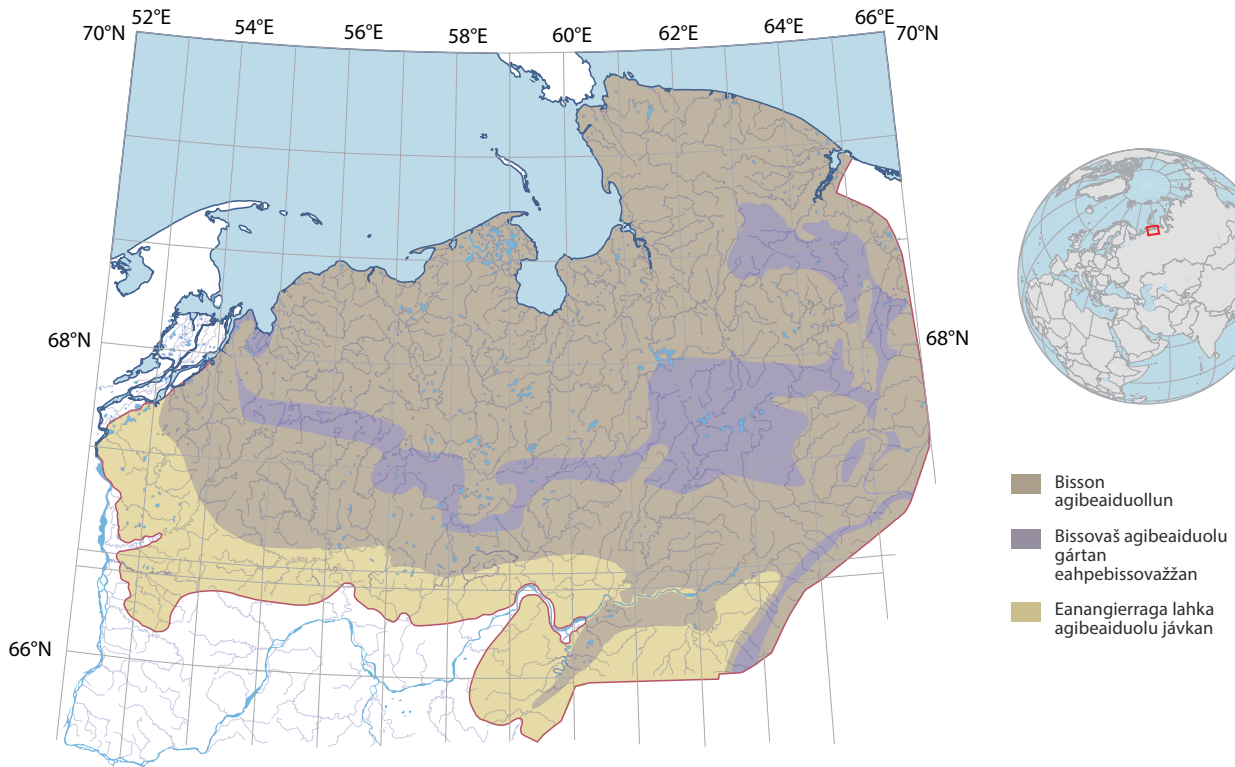 52°E
54°E
56°E
58°E
60°E
62°E
64°E
66°E
70°N
70°N
68°N
68°N
66°N
Bisson
agibeaiduollun
Bissovaš agibeaiduolu
gártan
eahpebissovažžan
Eanangierraga lahka
agibeaiduolu jávkan